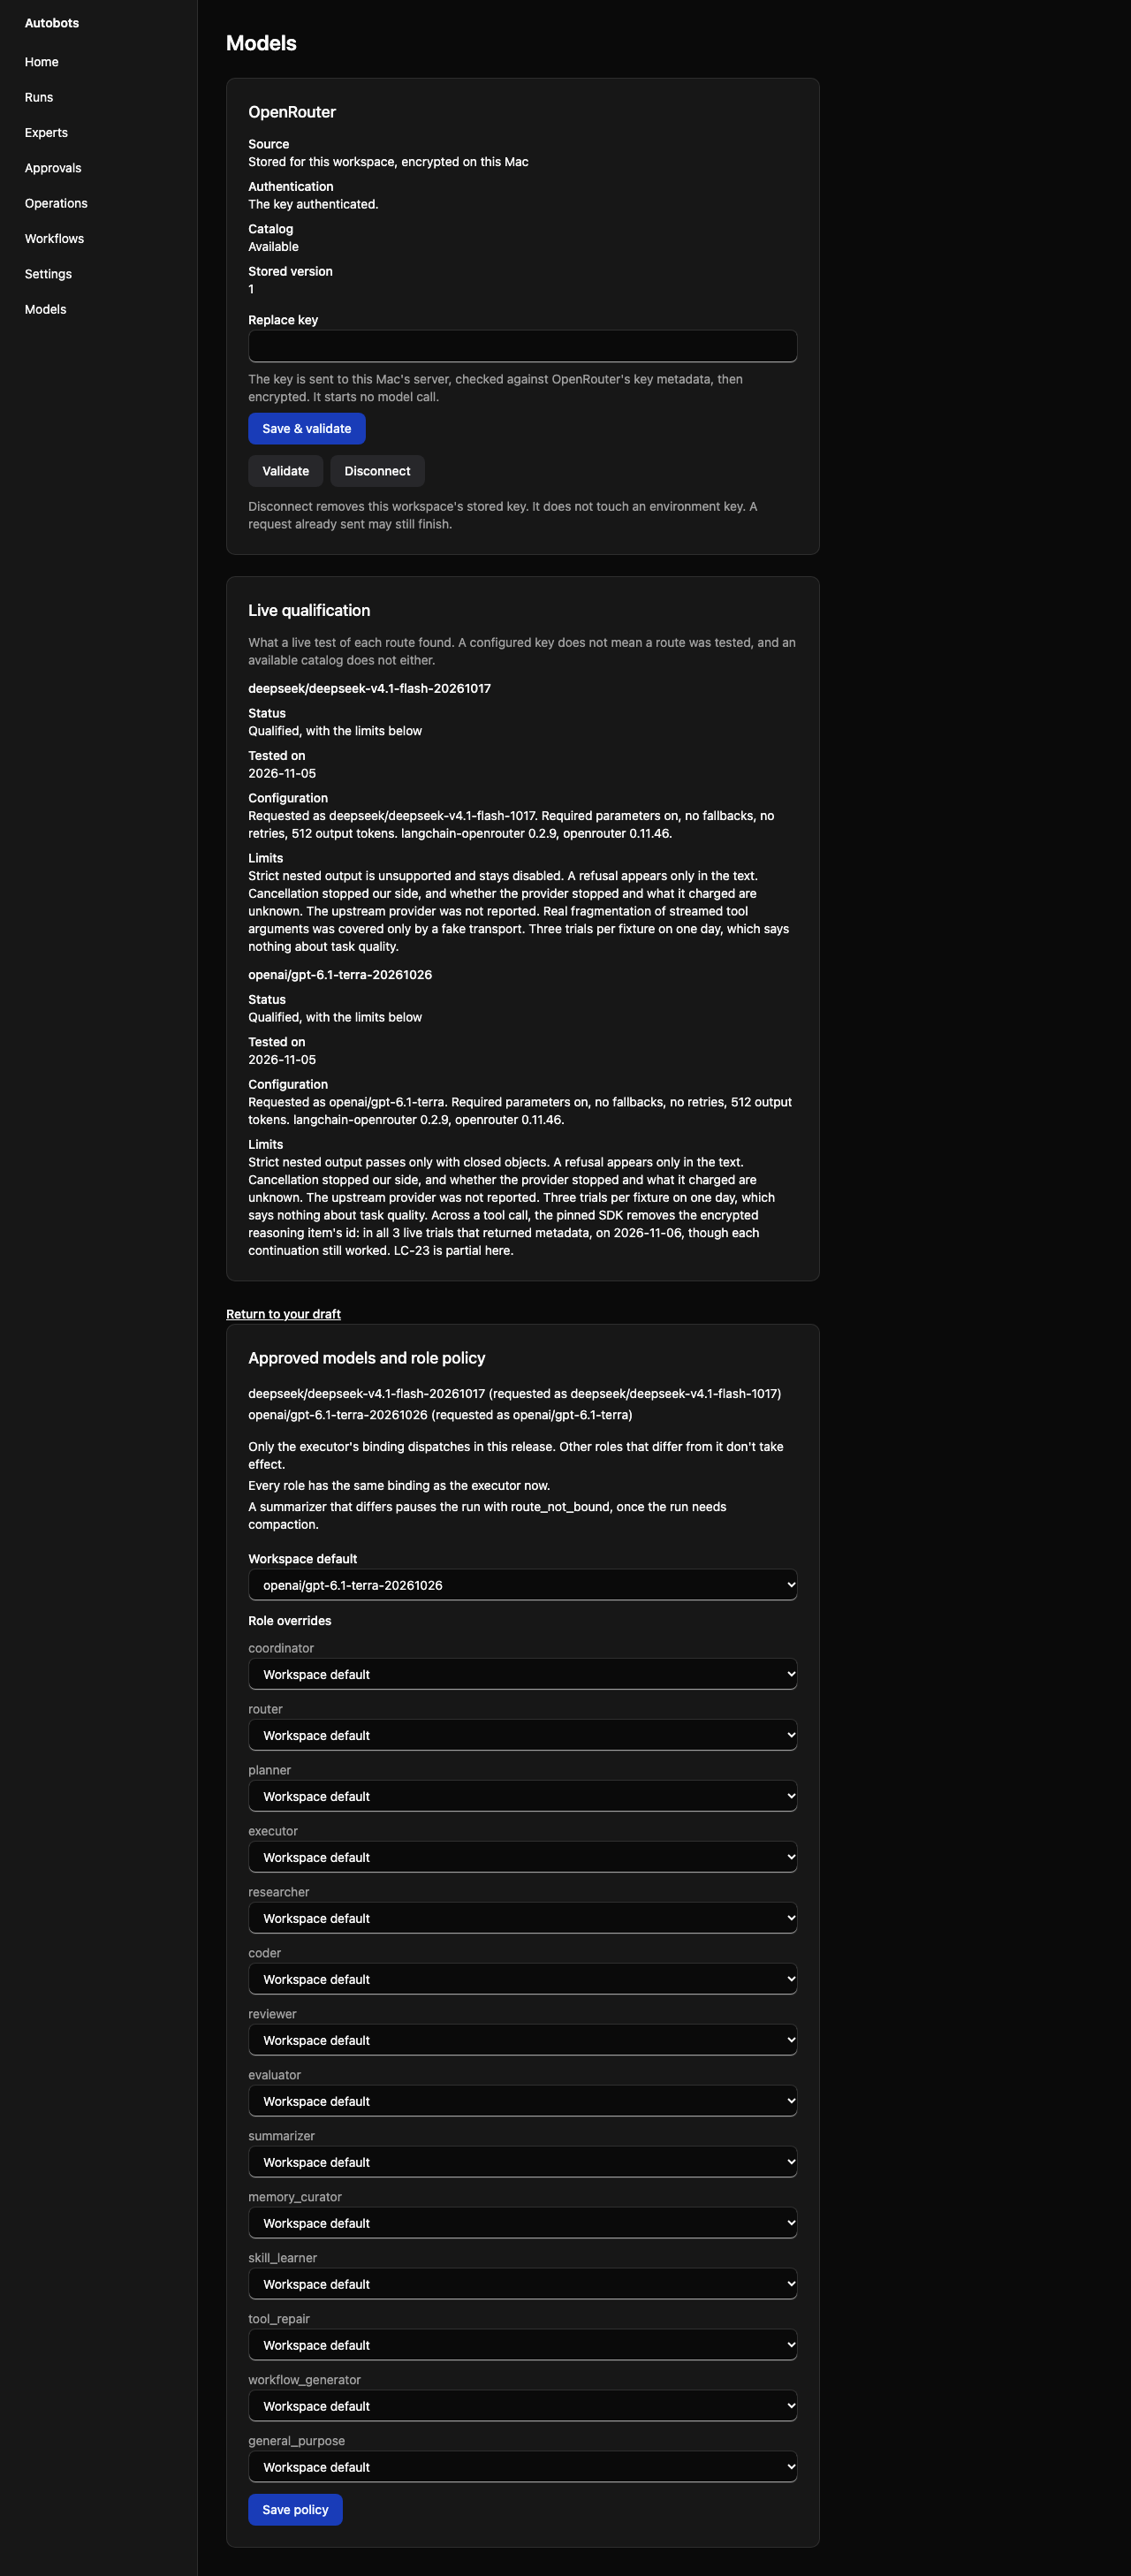 Autobots
Home
Runs
Experts
Approvals
Operations
Workflows
Settings
Models
Models
OpenRouter
Source
Stored for this workspace, encrypted on this Mac
Authentication
The key authenticated.
Catalog
Available
Stored version
1
Replace key
The key is sent to this Mac's server, checked against OpenRouter's key metadata, then
encrypted. It starts no model call.
Save & validate
Validate
Disconnect
Disconnect removes this workspace's stored key. It does not touch an environment key. A
request already sent may still finish.
Live qualification
What a live test of each route found. A configured key does not mean a route was tested, and an
available catalog does not either.
deepseek/deepseek-v4.1-flash-20261017
Status
Qualified, with the limits below
Tested on
2026-11-05
Configuration
Requested as deepseek/deepseek-v4.1-flash-1017. Required parameters on, no fallbacks, no
retries, 512 output tokens. langchain-openrouter 0.2.9, openrouter 0.11.46.
Limits
Strict nested output is unsupported and stays disabled. A refusal appears only in the text.
Cancellation stopped our side, and whether the provider stopped and what it charged are
unknown. The upstream provider was not reported. Real fragmentation of streamed tool
arguments was covered only by a fake transport. Three trials per fixture on one day, which says
nothing about task quality.
openai/gpt-6.1-terra-20261026
Status
Qualified, with the limits below
Tested on
2026-11-05
Configuration
Requested as openai/gpt-6.1-terra. Required parameters on, no fallbacks, no retries, 512 output
tokens. langchain-openrouter 0.2.9, openrouter 0.11.46.
Limits
Strict nested output passes only with closed objects. A refusal appears only in the text.
Cancellation stopped our side, and whether the provider stopped and what it charged are
unknown. The upstream provider was not reported. Three trials per fixture on one day, which
says nothing about task quality. Across a tool call, the pinned SDK removes the encrypted
reasoning item's id: in all 3 live trials that returned metadata, on 2026-11-06, though each
continuation still worked. LC-23 is partial here.
Return to your draft
Approved models and role policy
deepseek/deepseek-v4.1-flash-20261017 (requested as deepseek/deepseek-v4.1-flash-1017)
openai/gpt-6.1-terra-20261026 (requested as openai/gpt-6.1-terra)
Only the executor's binding dispatches in this release. Other roles that differ from it don't take
effect.
Every role has the same binding as the executor now.
A summarizer that differs pauses the run with route_not_bound, once the run needs
compaction.
Workspace default
openai/gpt-6.1-terra-20261026
Role overrides
coordinator
Workspace default
router
Workspace default
planner
Workspace default
executor
Workspace default
researcher
Workspace default
coder
Workspace default
reviewer
Workspace default
evaluator
Workspace default
summarizer
Workspace default
memory_curator
Workspace default
skill_learner
Workspace default
tool_repair
Workspace default
workflow_generator
Workspace default
general_purpose
Workspace default
Save policy